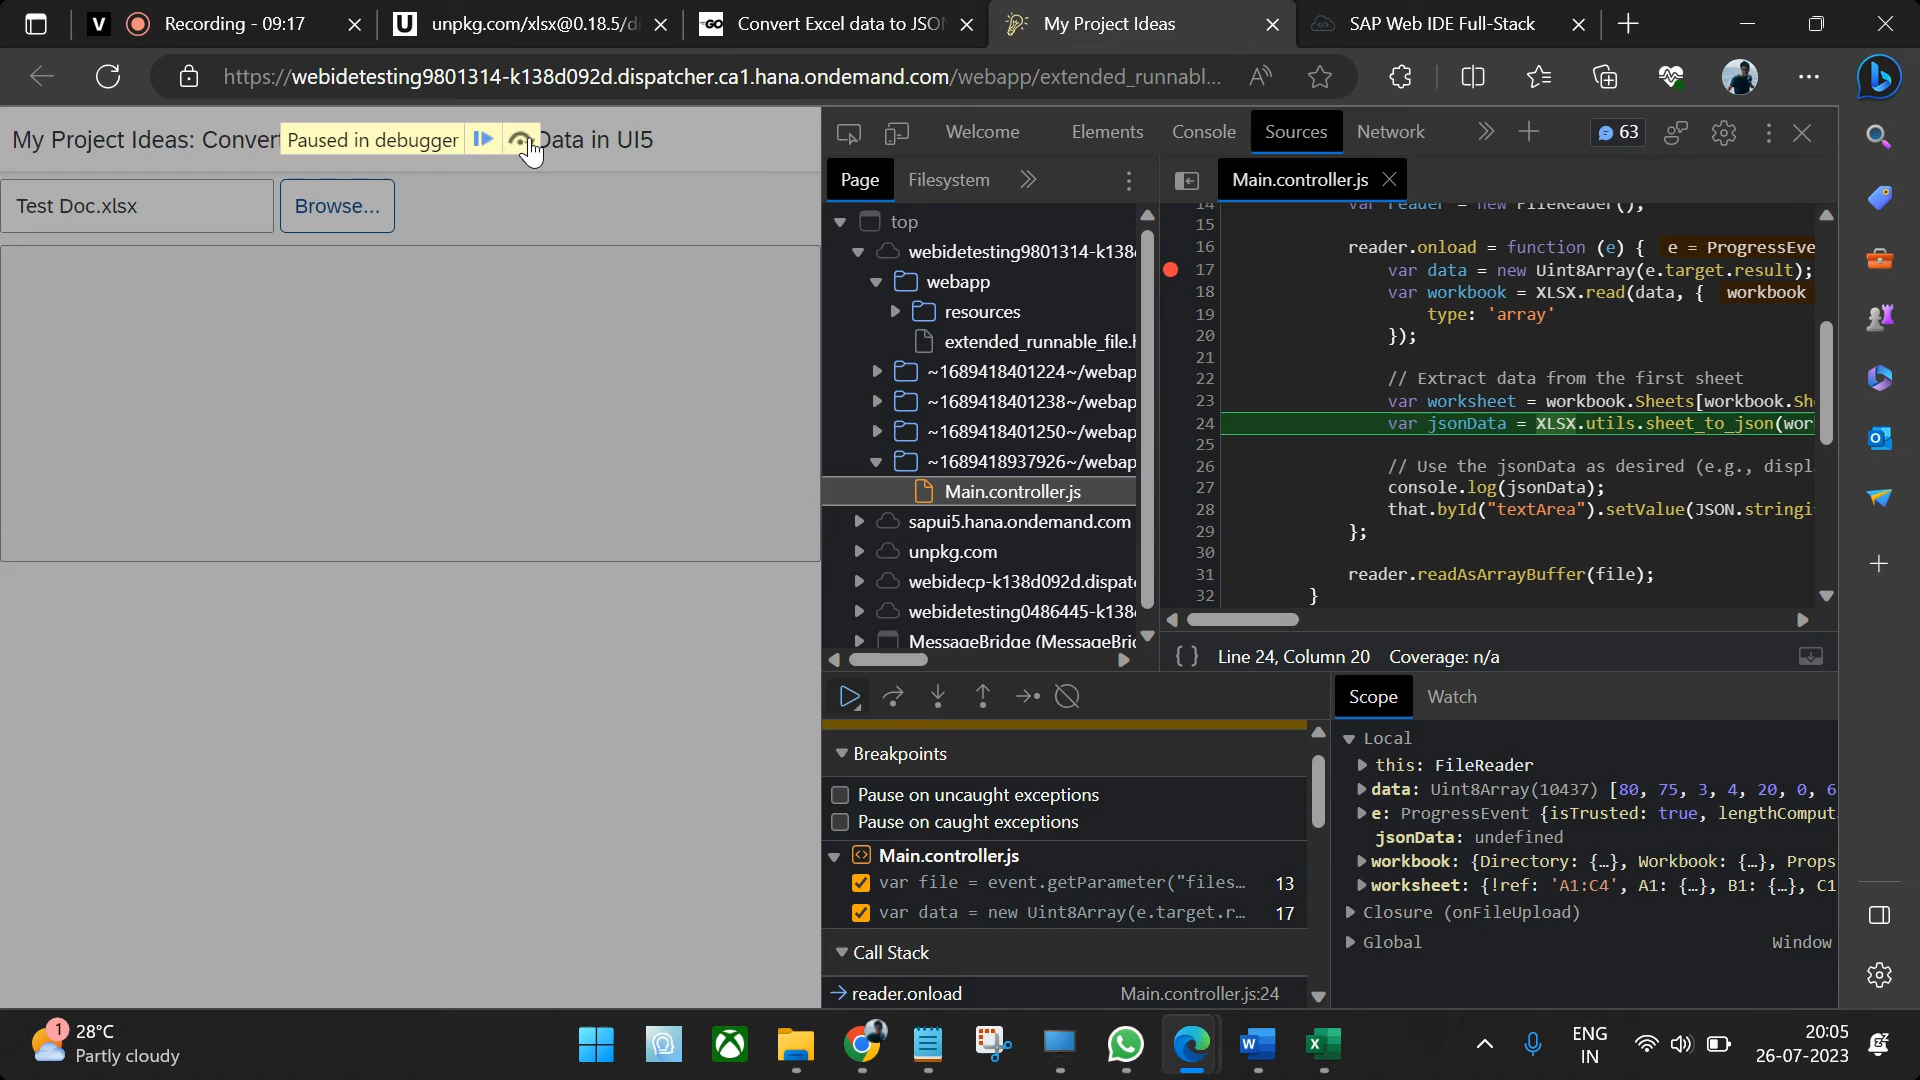 V Recording - 09:17
U unpkg.com/xlsx@0.18.5/di
GO Convert Excel data to JSON
My Project Ideas
SAP Web IDE Full-Stack
https://webidetesting9801314-k138d092d.dispatcher.ca1.hana.ondemand.com/webapp/extended_runnabl...
My Project Ideas: Convert
Paused in debugger
Data in UI5
Test Doc.xlsx
Browse...
Welcome Elements Console Sources Network 63
Page Filesystem
Main.controller.js
top
webidetesting9801314-k138
webapp
resources
extended_runnable_file.h
~1689418401224~/webap
~1689418401238~/webap
~1689418401250~/webap
~1689418937926~/webap
Main.controller.js
sapui5.hana.ondemand.com
unpkg.com
webidecp-k138d092d.dispat
webidetesting0486445-k138
MessageBridge (MessageBri
14 var reader = new FileReader();
15
16 reader.onload = function (e) { e = ProgressEve
17 var data = new Uint8Array(e.target.result);
18 var workbook = XLSX.read(data, { workbook
19 type: 'array'
20 });
21
22 // Extract data from the first sheet
23 var worksheet = workbook.Sheets[workbook.Sh
24 var jsonData = XLSX.utils.sheet_to_json(wor
25
26 // Use the jsonData as desired (e.g., displ
27 console.log(jsonData);
28 that.byId("textArea").setValue(JSON.stringi
29 };
30
31 reader.readAsArrayBuffer(file);
32 }
{ } Line 24, Column 20 Coverage: n/a
Breakpoints
Pause on uncaught exceptions
Pause on caught exceptions
Main.controller.js
var file = event.getParameter("files… 13
var data = new Uint8Array(e.target.r… 17
Call Stack
reader.onload Main.controller.js:24
Scope Watch
Local
this: FileReader
data: Uint8Array(10437) [80, 75, 3, 4, 20, 0, 6
e: ProgressEvent {isTrusted: true, lengthComput
jsonData: undefined
workbook: {Directory: {…}, Workbook: {…}, Props
worksheet: {!ref: 'A1:C4', A1: {…}, B1: {…}, C1
Closure (onFileUpload)
Global Window
1
28°C
Partly cloudy
ENG
IN
20:05
26-07-2023